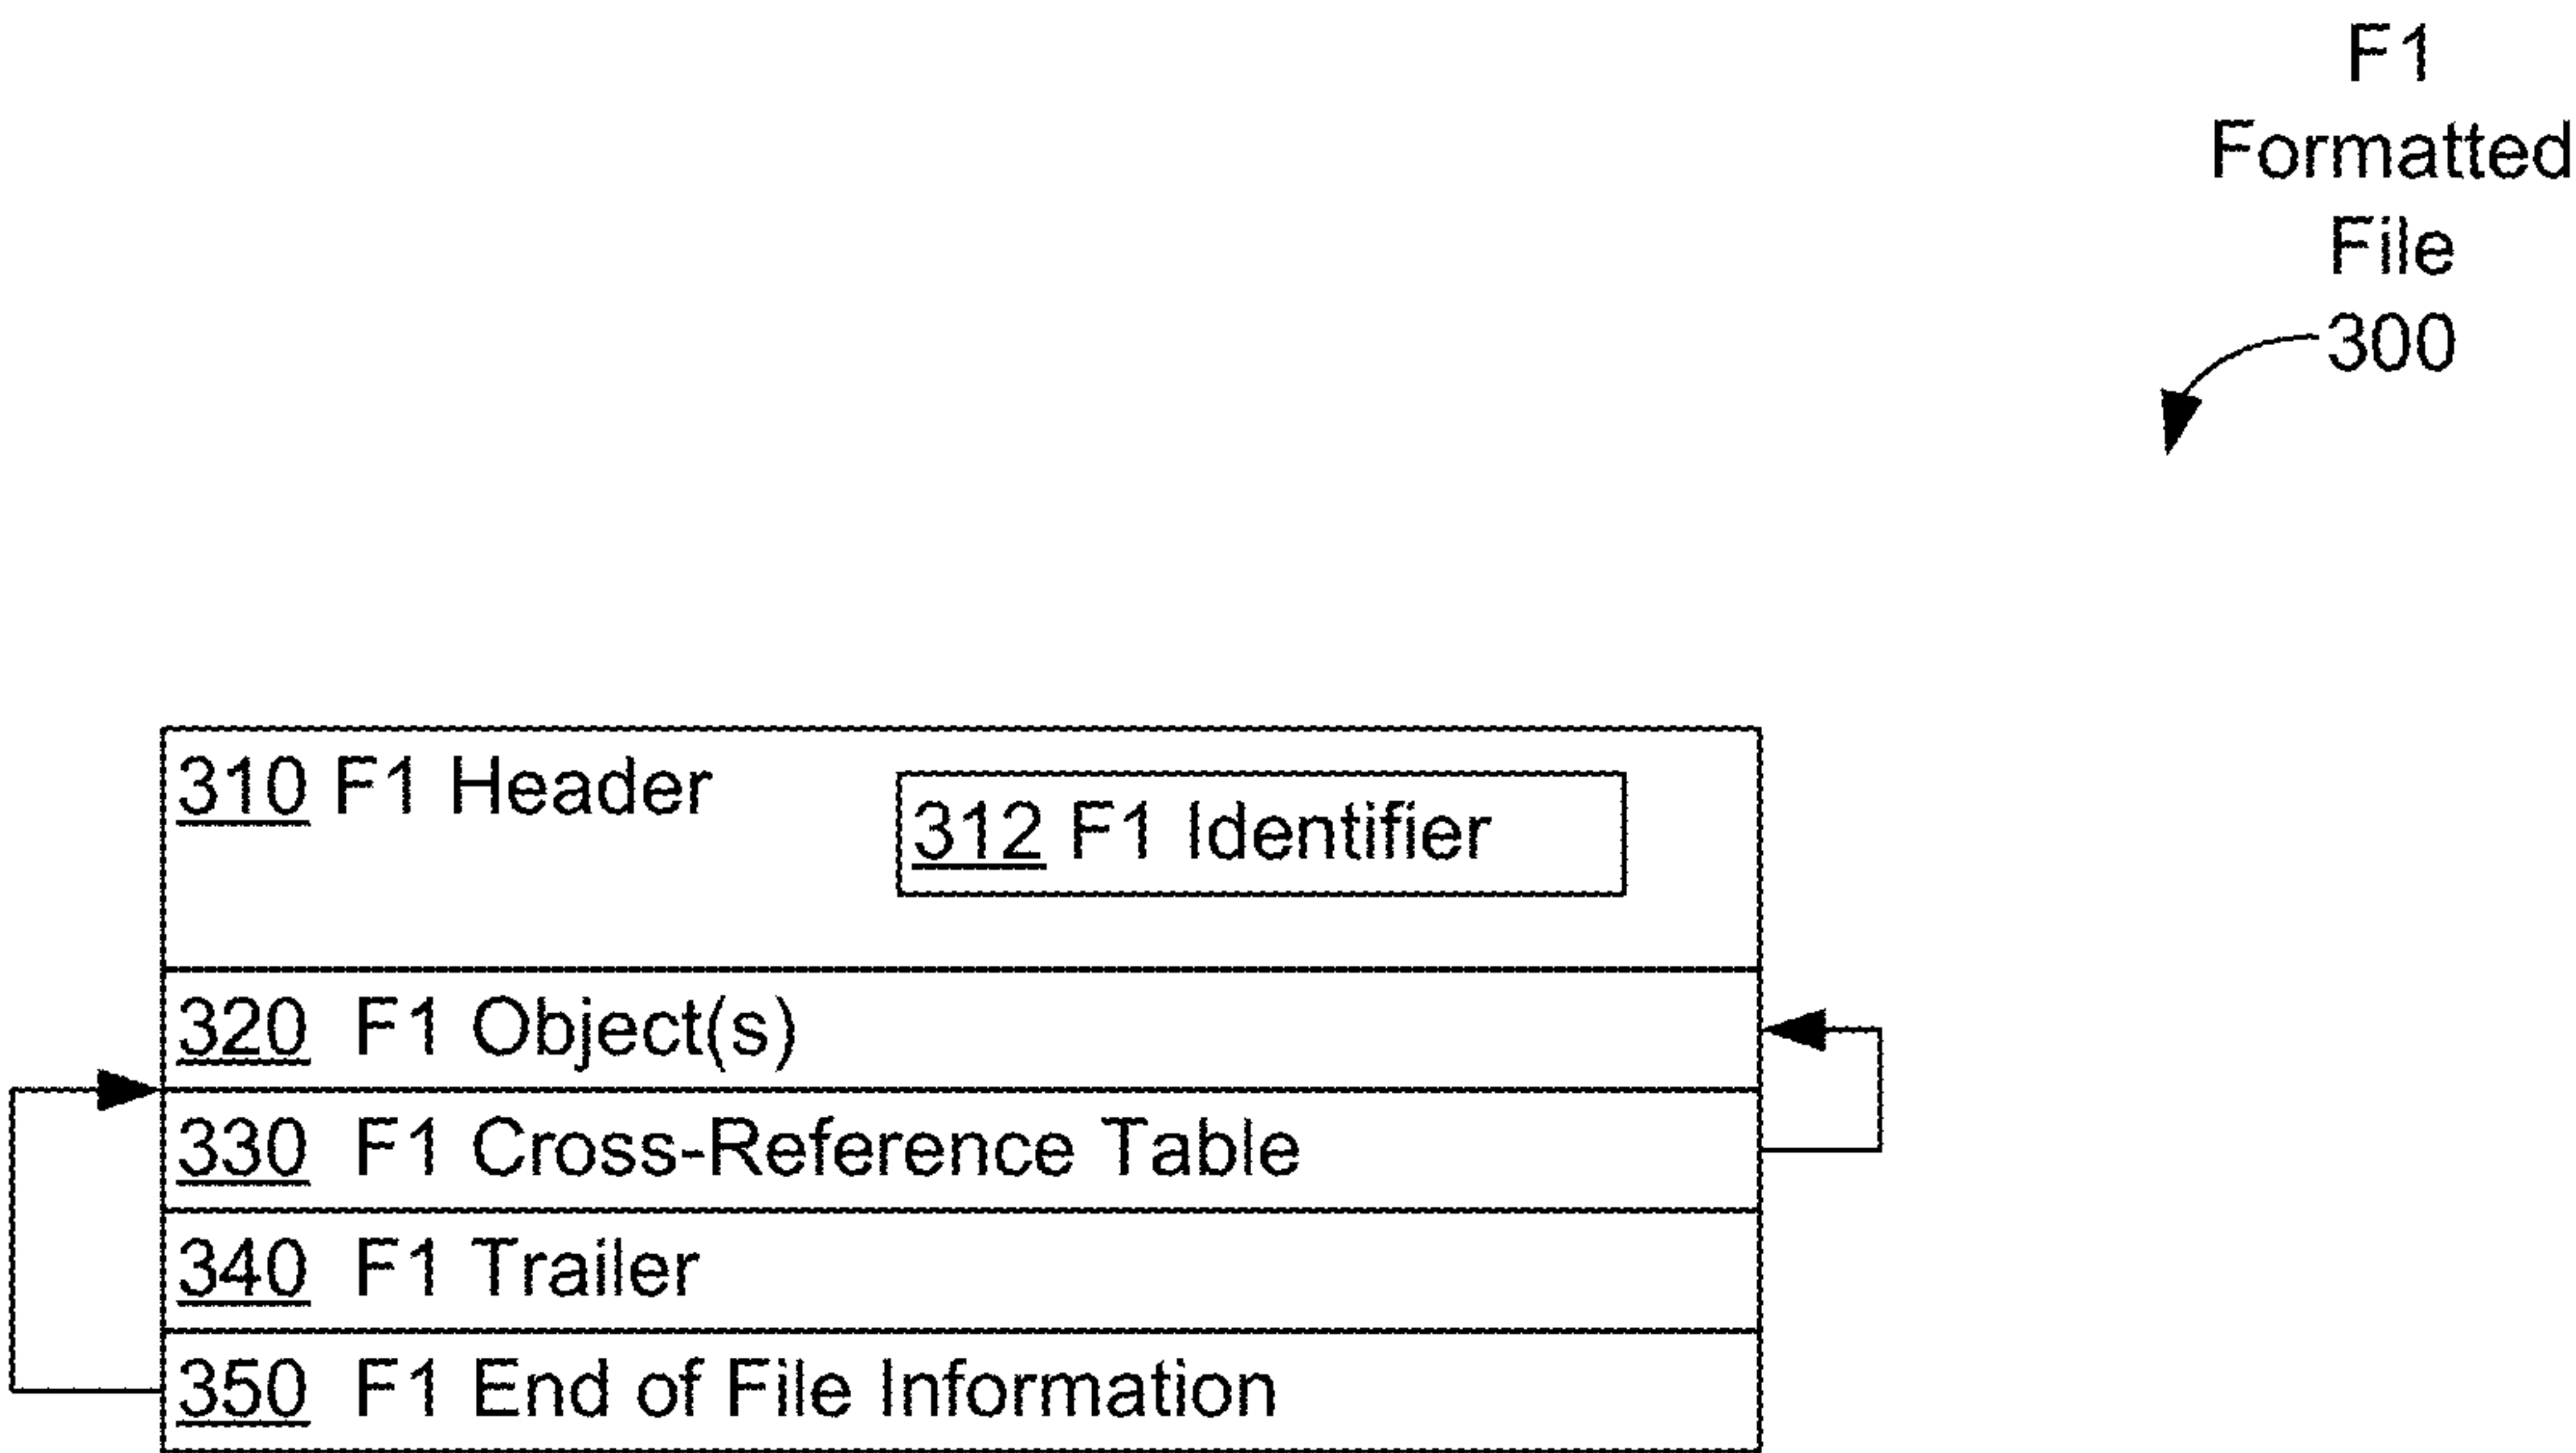 F1
Formatted
File
300
310 F1 Header
312 F1 Identifier
320 F1 Object(s)
330 F1 Cross-Reference Table
340 F1 Trailer
350 F1 End of File Information